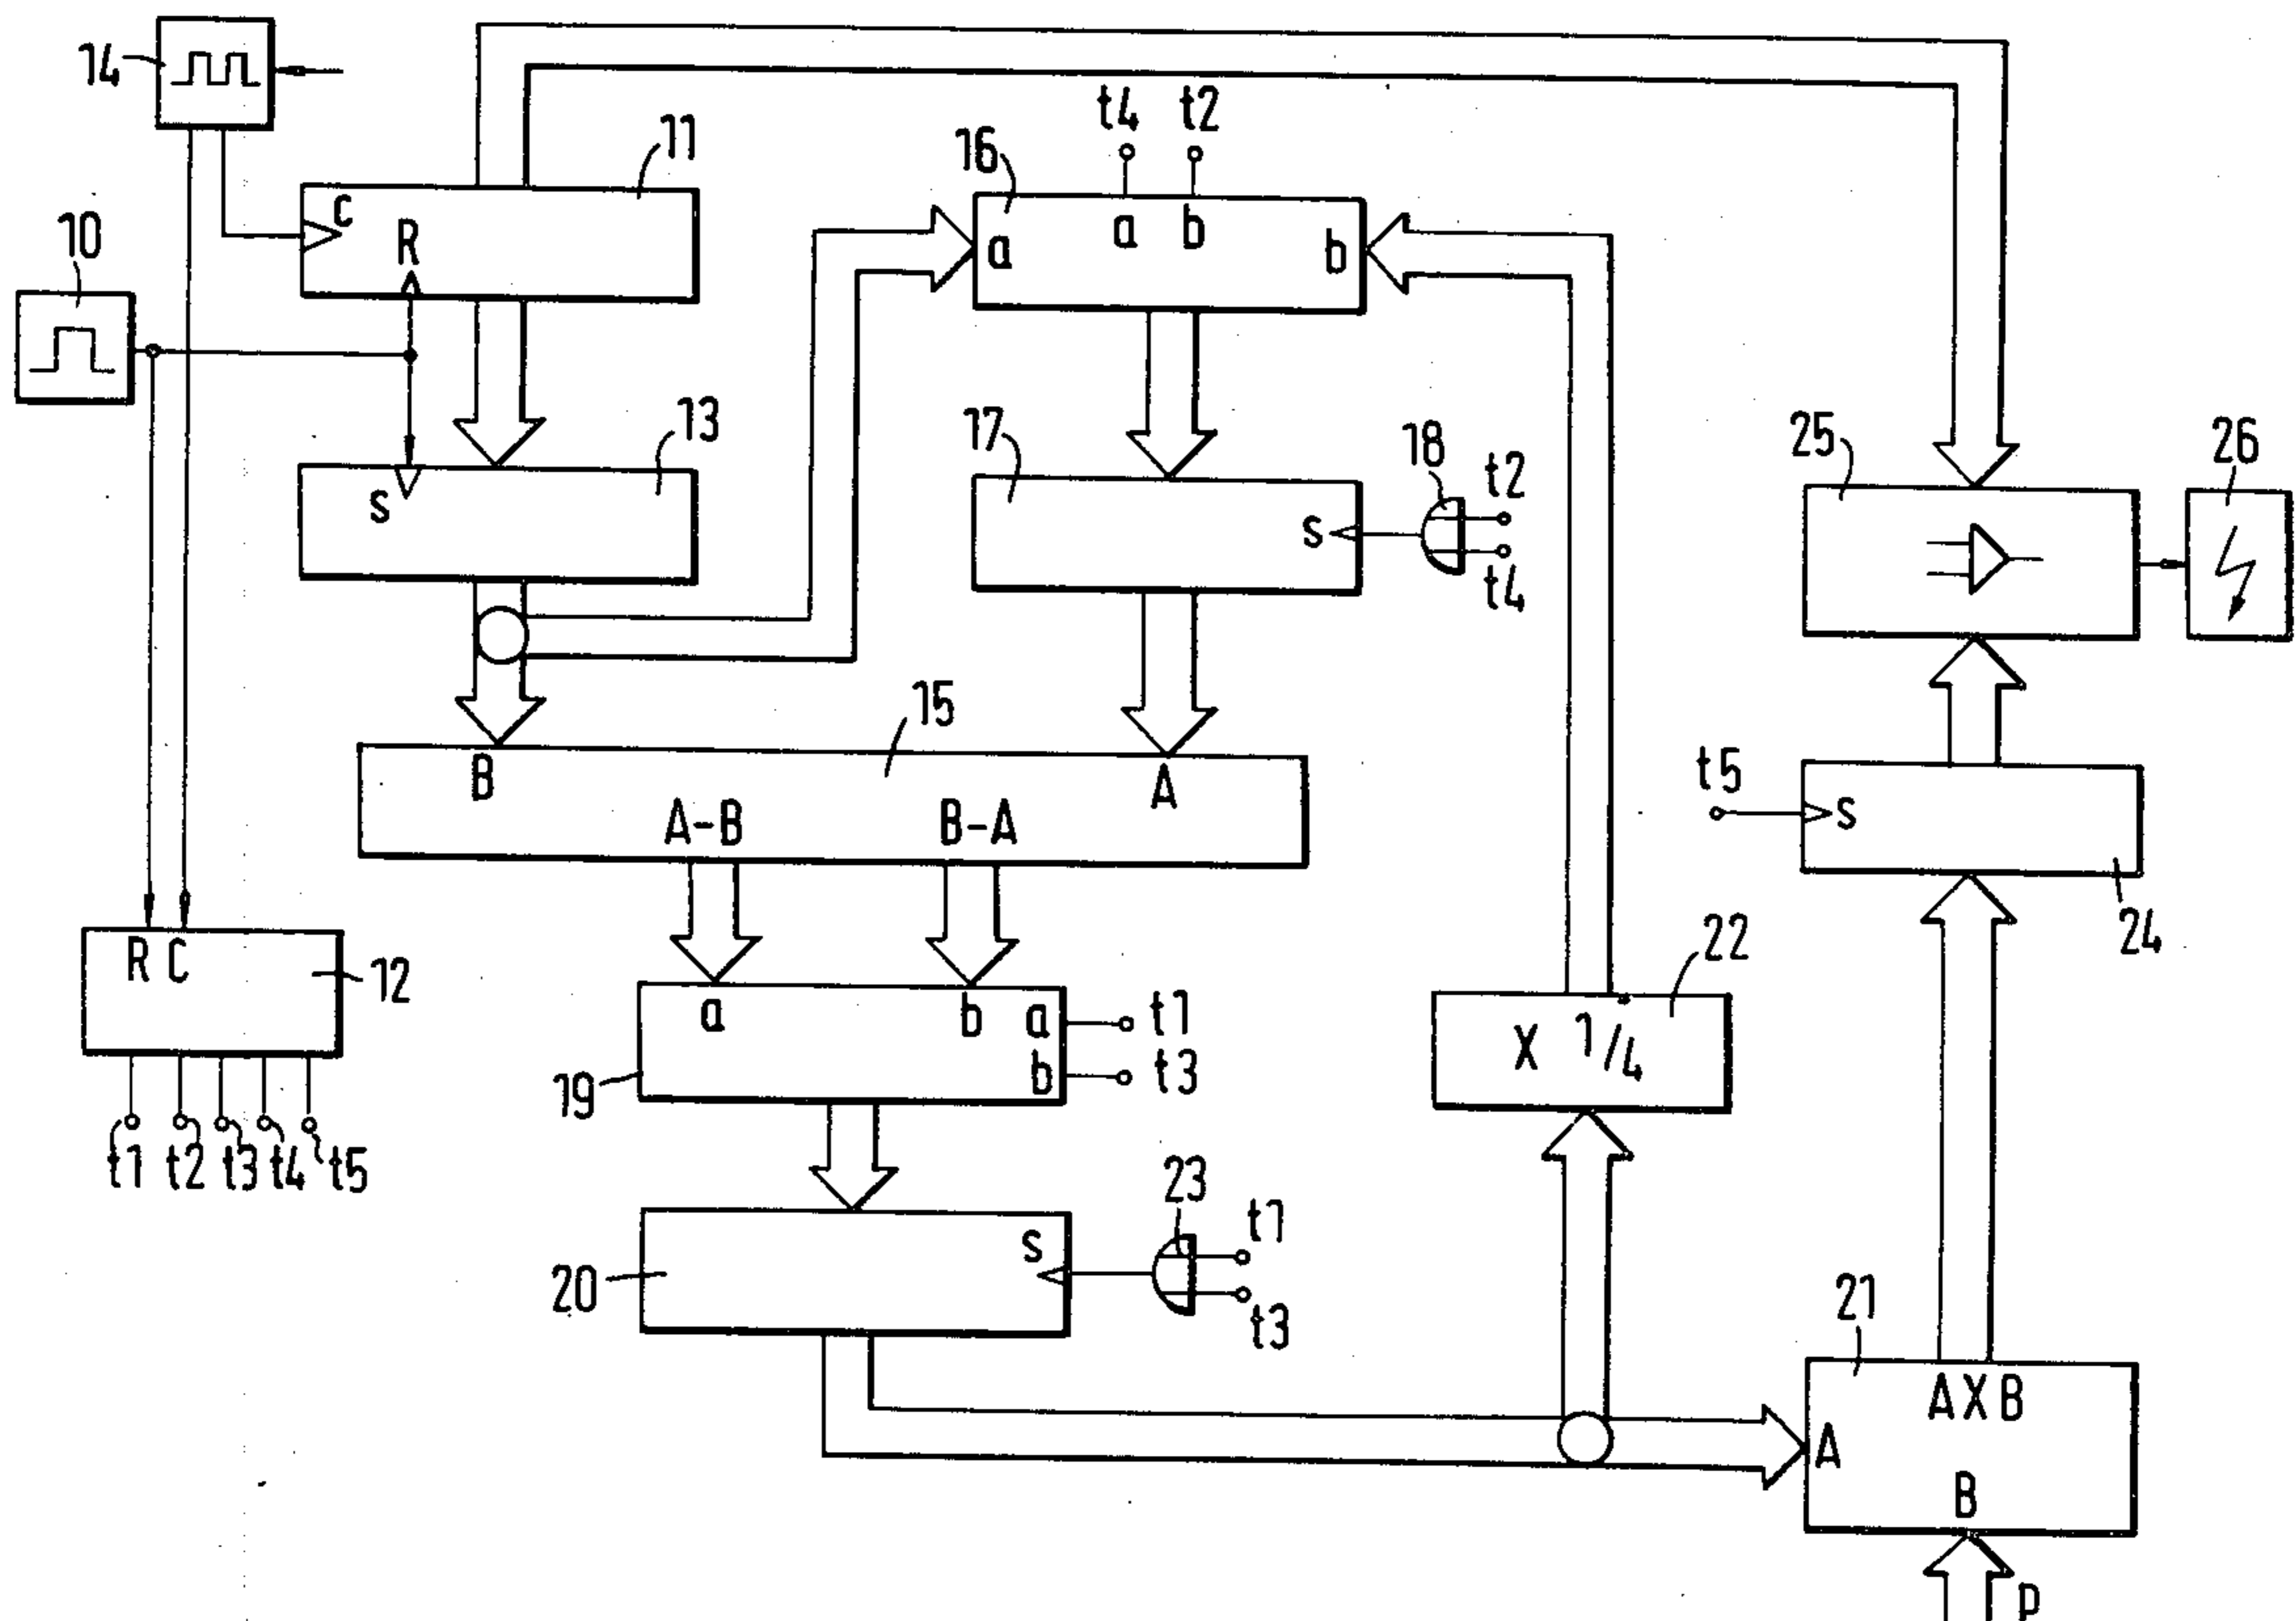 14
11
t4 t2
16
c
R
a b
a
b
10
13
s
17
18
t2
s
t4
25
26
15
B
A
A-B
B-A
t5
s
24
R C
12
a
b
a
t1
b
t3
19
22
X 1/4
t1 t2 t3 t4 t5
23
t1
s
t3
20
21
A X B
A
B
P